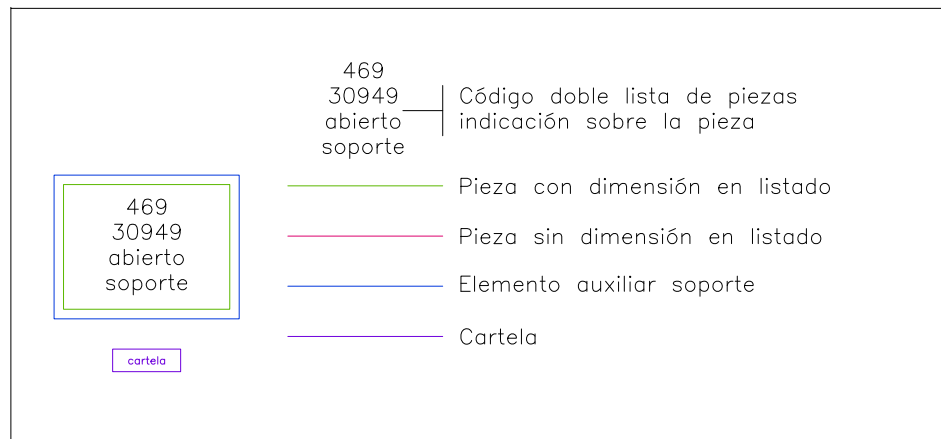 469
30949
abierto
soporte
Código doble lista de piezas
indicación sobre la pieza
469
30949
abierto
soporte
cartela
Pieza con dimensión en listado
Pieza sin dimensión en listado
Elemento auxiliar soporte
Cartela